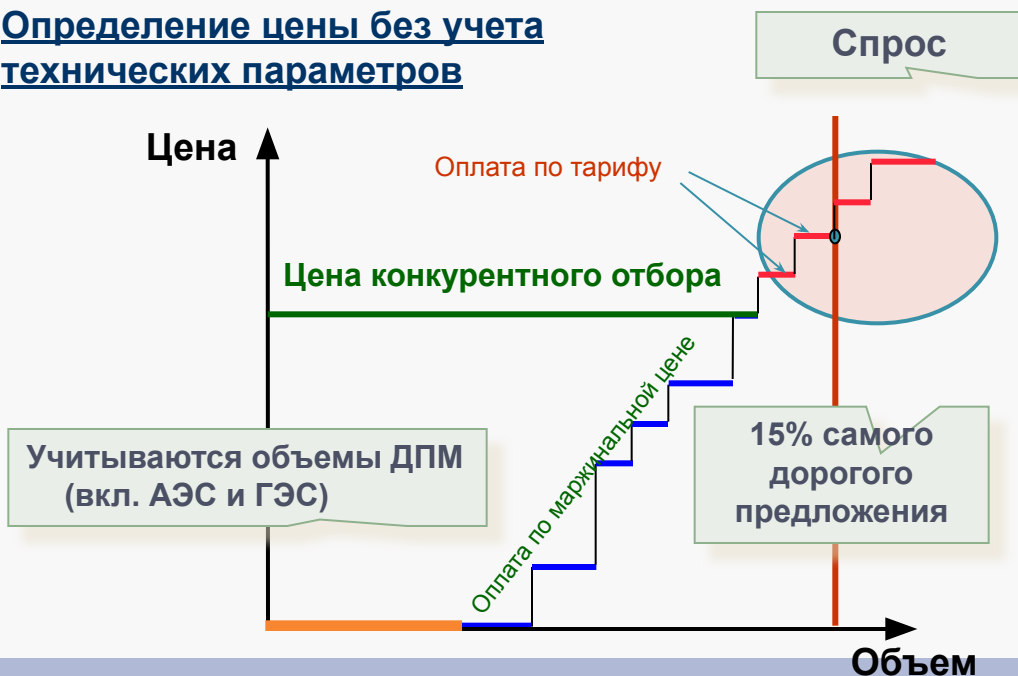 Определение цены без учета
технических параметров
Спрос
Цена
Оплата по тарифу
Цена конкурентного отбора
Оплата по маржинальной цене
Учитываются объемы ДПМ
(вкл. АЭС и ГЭС)
15% самого
дорогого
предложения
Объем